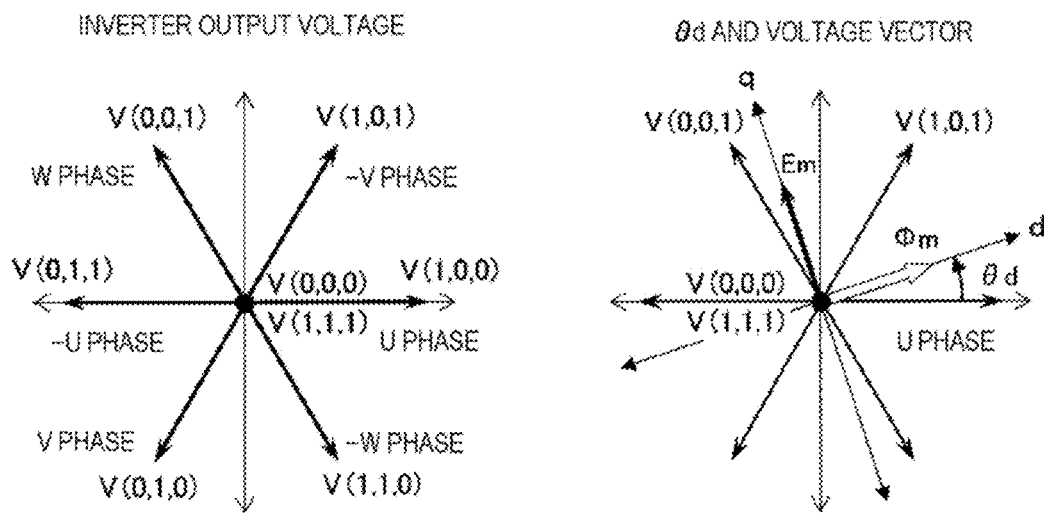 INVERTER OUTPUT VOLTAGE
V(0,0,1)
V(1,0,1)
W PHASE
-V PHASE
V(0,1,1)
V(0,0,0)
V(1,0,0)
V(1,1,1)
-U PHASE
U PHASE
V PHASE
-W PHASE
V(0,1,0)
V(1,1,0)
θd AND VOLTAGE VECTOR
q
V(0,0,1)
V(1,0,1)
Em
Φm
d
θd
V(0,0,0)
V(1,1,1)
U PHASE